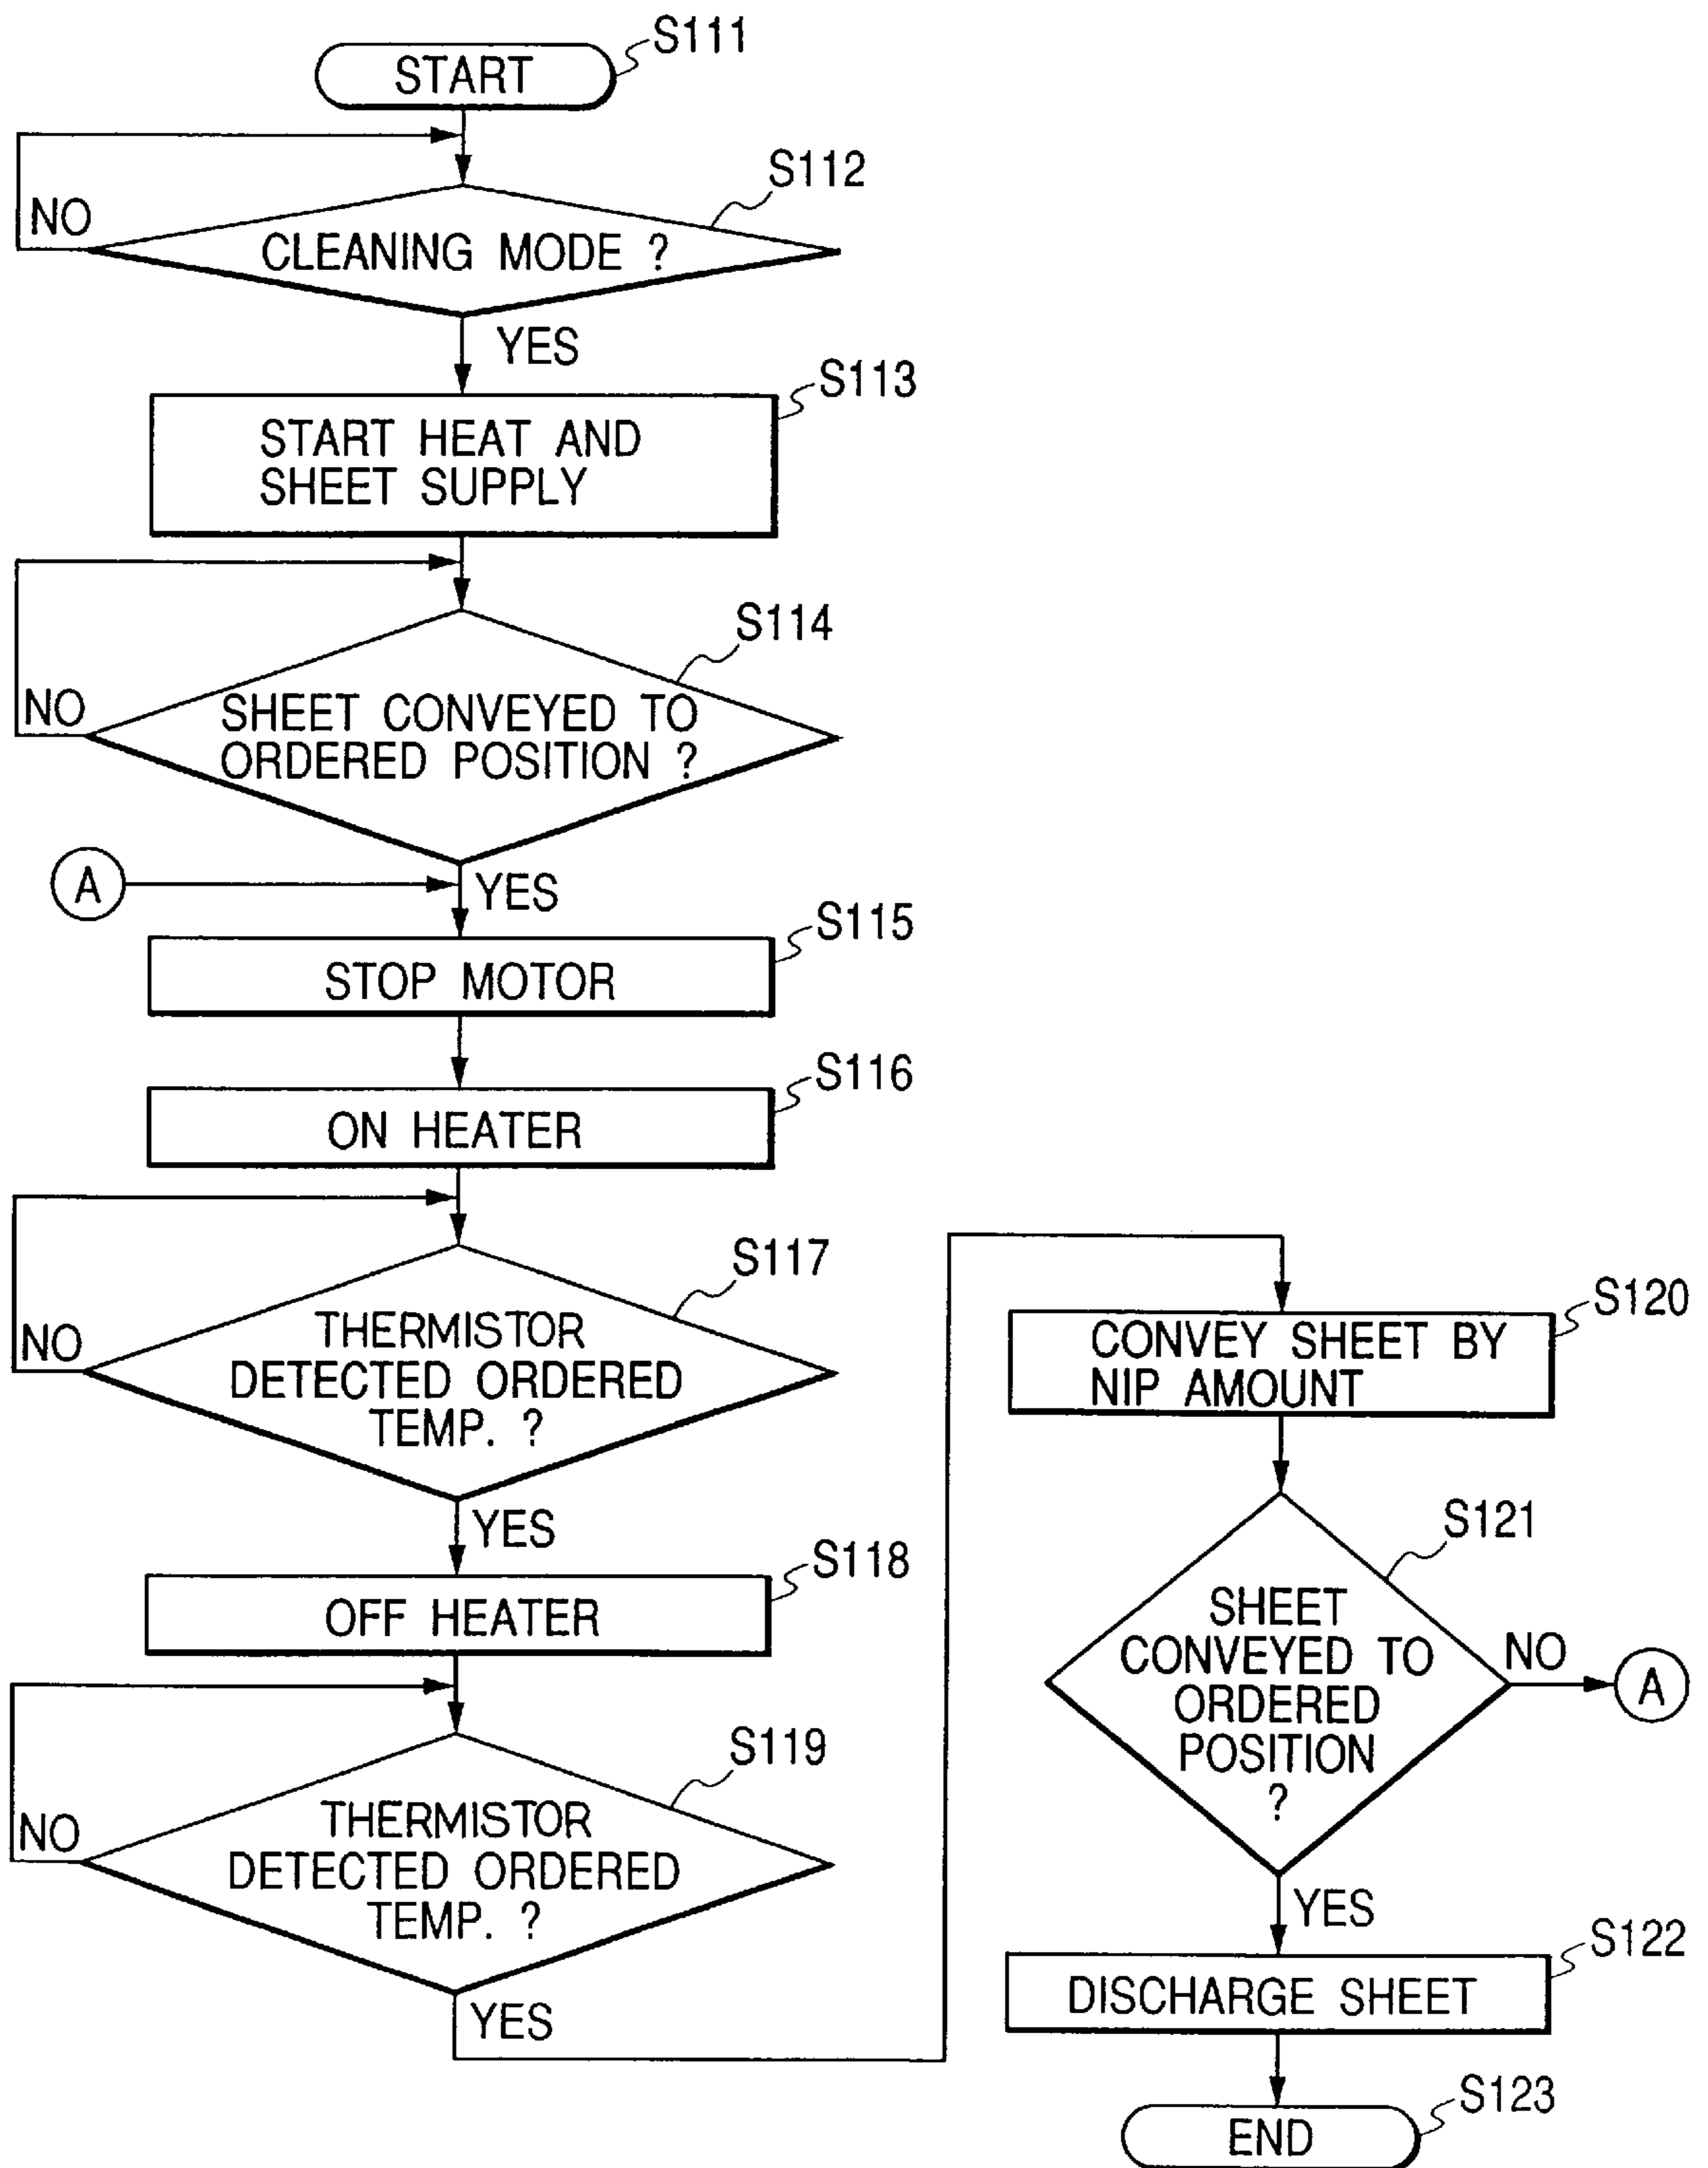 START
S111
S112
NO
CLEANING MODE ?
YES
S113
START HEAT AND
SHEET SUPPLY
S114
NO
SHEET CONVEYED TO
ORDERED POSITION ?
A
YES
S115
STOP MOTOR
S116
ON HEATER
S117
NO
THERMISTOR
DETECTED ORDERED
TEMP. ?
YES
S118
OFF HEATER
S119
NO
THERMISTOR
DETECTED ORDERED
TEMP. ?
YES
S120
CONVEY SHEET BY
NIP AMOUNT
S121
SHEET
CONVEYED TO
ORDERED
POSITION
?
NO
A
YES
S122
DISCHARGE SHEET
S123
END